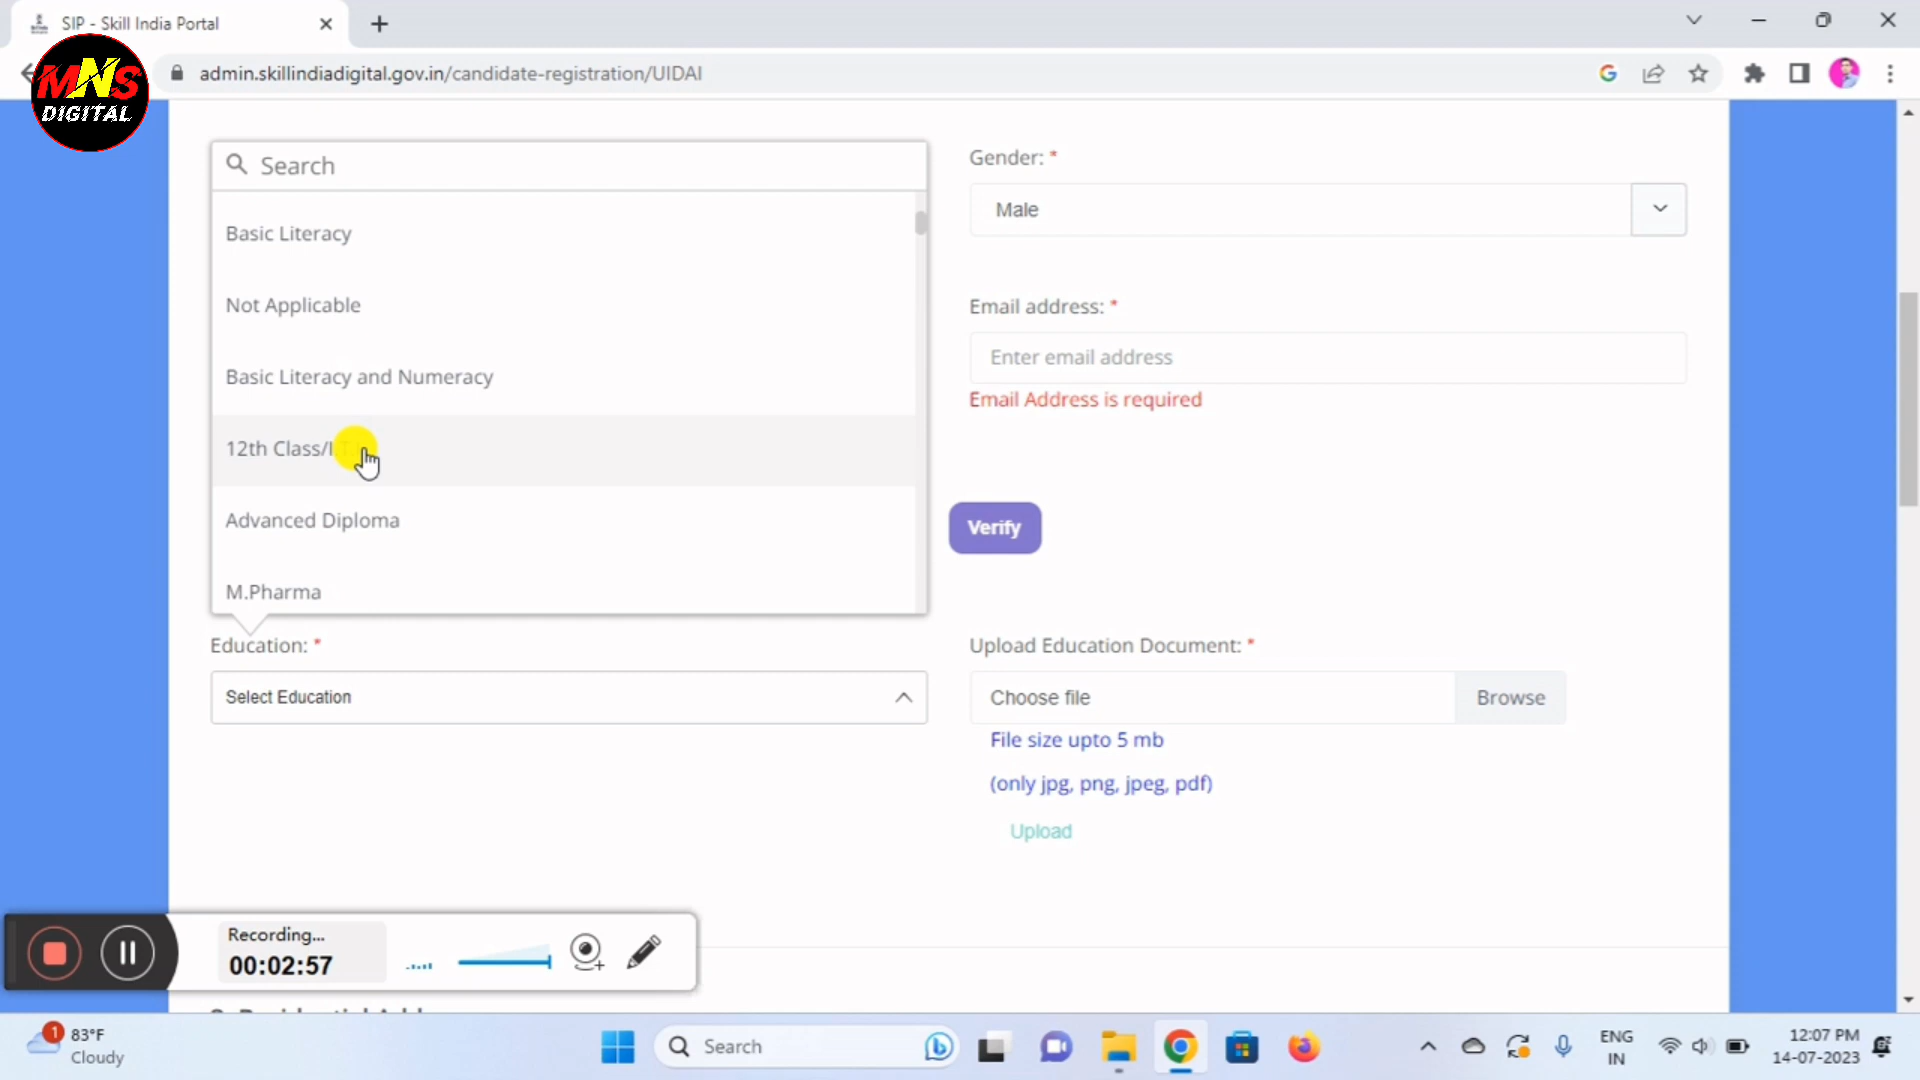 SIP - Skill India Portal
admin.skillindiadigital.gov.in/candidate-registration/UIDAI
MNS
DIGITAL
Search
Basic Literacy
Not Applicable
Basic Literacy and Numeracy
12th Class/I.T.
Advanced Diploma
M.Pharma
Gender: *
Male
Email address: *
Enter email address
Email Address is required
Verify
Education: *
Select Education
Upload Education Document: *
Choose file
Browse
File size upto 5 mb
(only jpg, png, jpeg, pdf)
Upload
Recording...
00:02:57
1
83°F
Cloudy
Search
ENG
IN
12:07 PM
14-07-2023